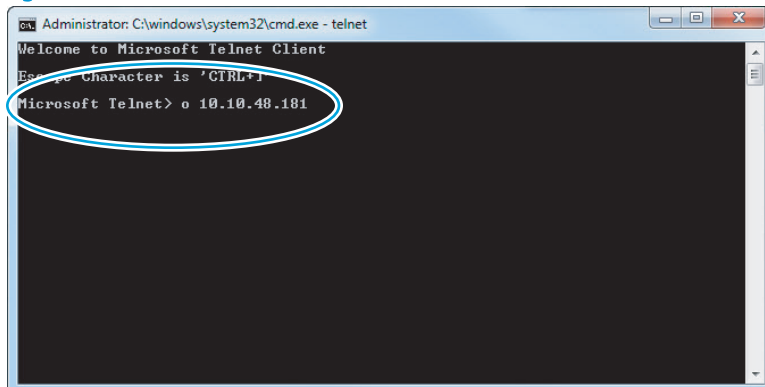 Administrator: C:\windows\system32\cmd.exe - telnet
Welcome to Microsoft Telnet Client
Escape Character is 'CTRL+]'
Microsoft Telnet> o 10.10.48.181